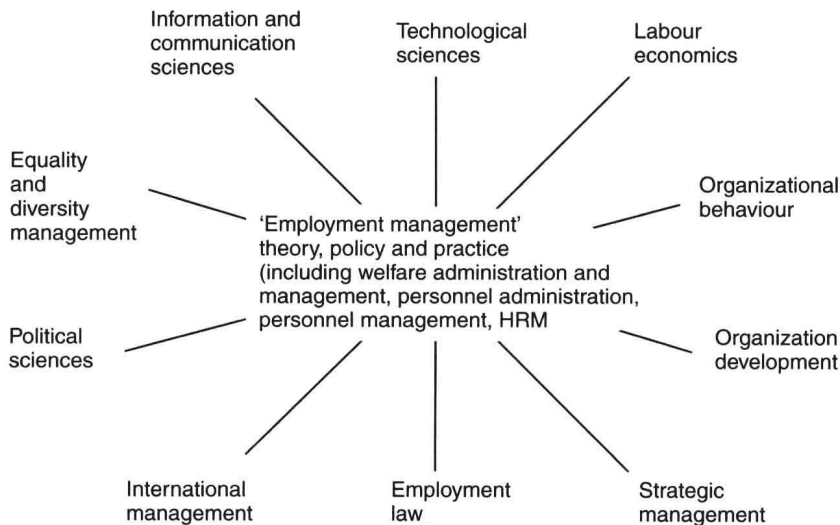 Information and
communication
sciences
Technological
sciences
Labour
economics
Equality
and
diversity
management
Organizational
behaviour
‘Employment management’
theory, policy and practice
(including welfare administration and
management, personnel administration,
personnel management, HRM
Political
sciences
Organization
development
International
management
Employment
law
Strategic
management